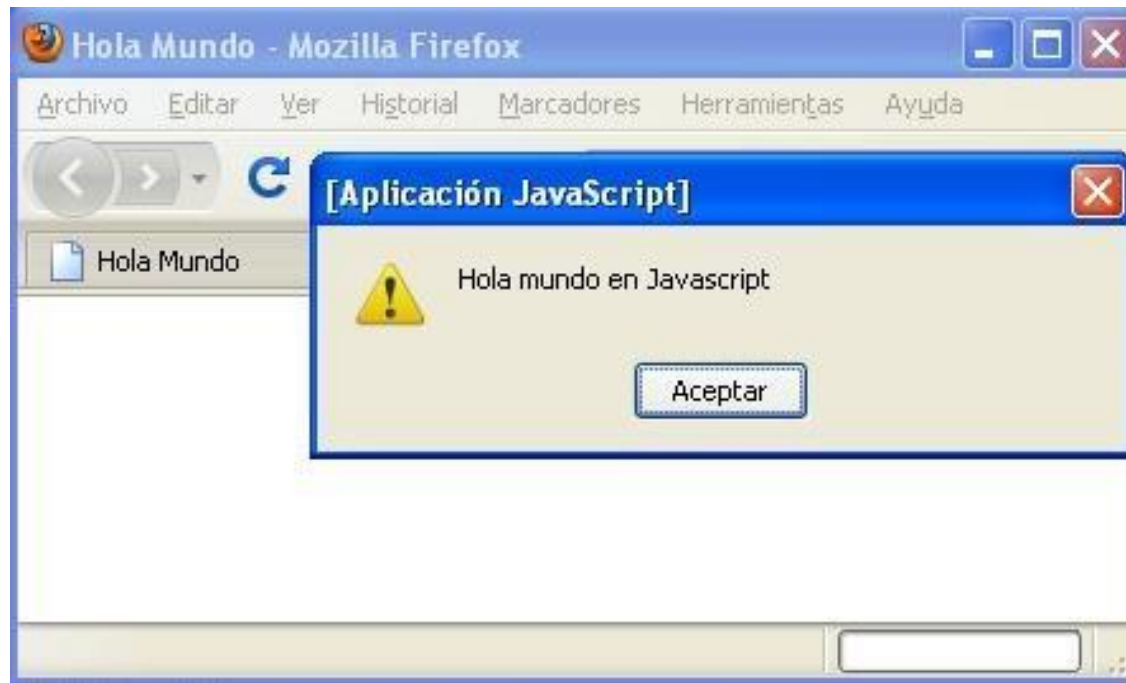 Hola Mundo - Mozilla Firefox
Archivo Editar Ver Historial Marcadores Herramientas Ayuda
[Aplicación JavaScript]
Hola Mundo
Hola mundo en Javascript
Aceptar